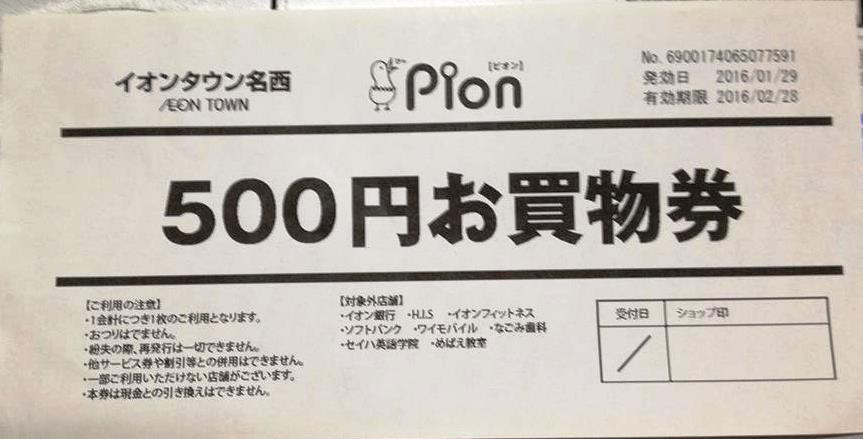 イオンタウン名西
ÆON TOWN
Pion
【ピオン】
No. 6900174065077591
発効日 2016/01/29
有効期限 2016/02/28
500円お買物券
【ご利用の注意】
・1会計につき1枚のご利用となります。
・おつりはでません。
・紛失の際、再発行は一切できません。
・他サービス券や割引等との併用はできません。
・一部ご利用いただけない店舗がございます。
・本券は現金との引き換えはできません。
【対象外店舗】
・イオン銀行 ・H.I.S ・イオンフィットネス
・ソフトバンク ・ワイモバイル ・なごみ歯科
・セイハ英語学院 ・めばえ教室
受付日 ショップ印
／